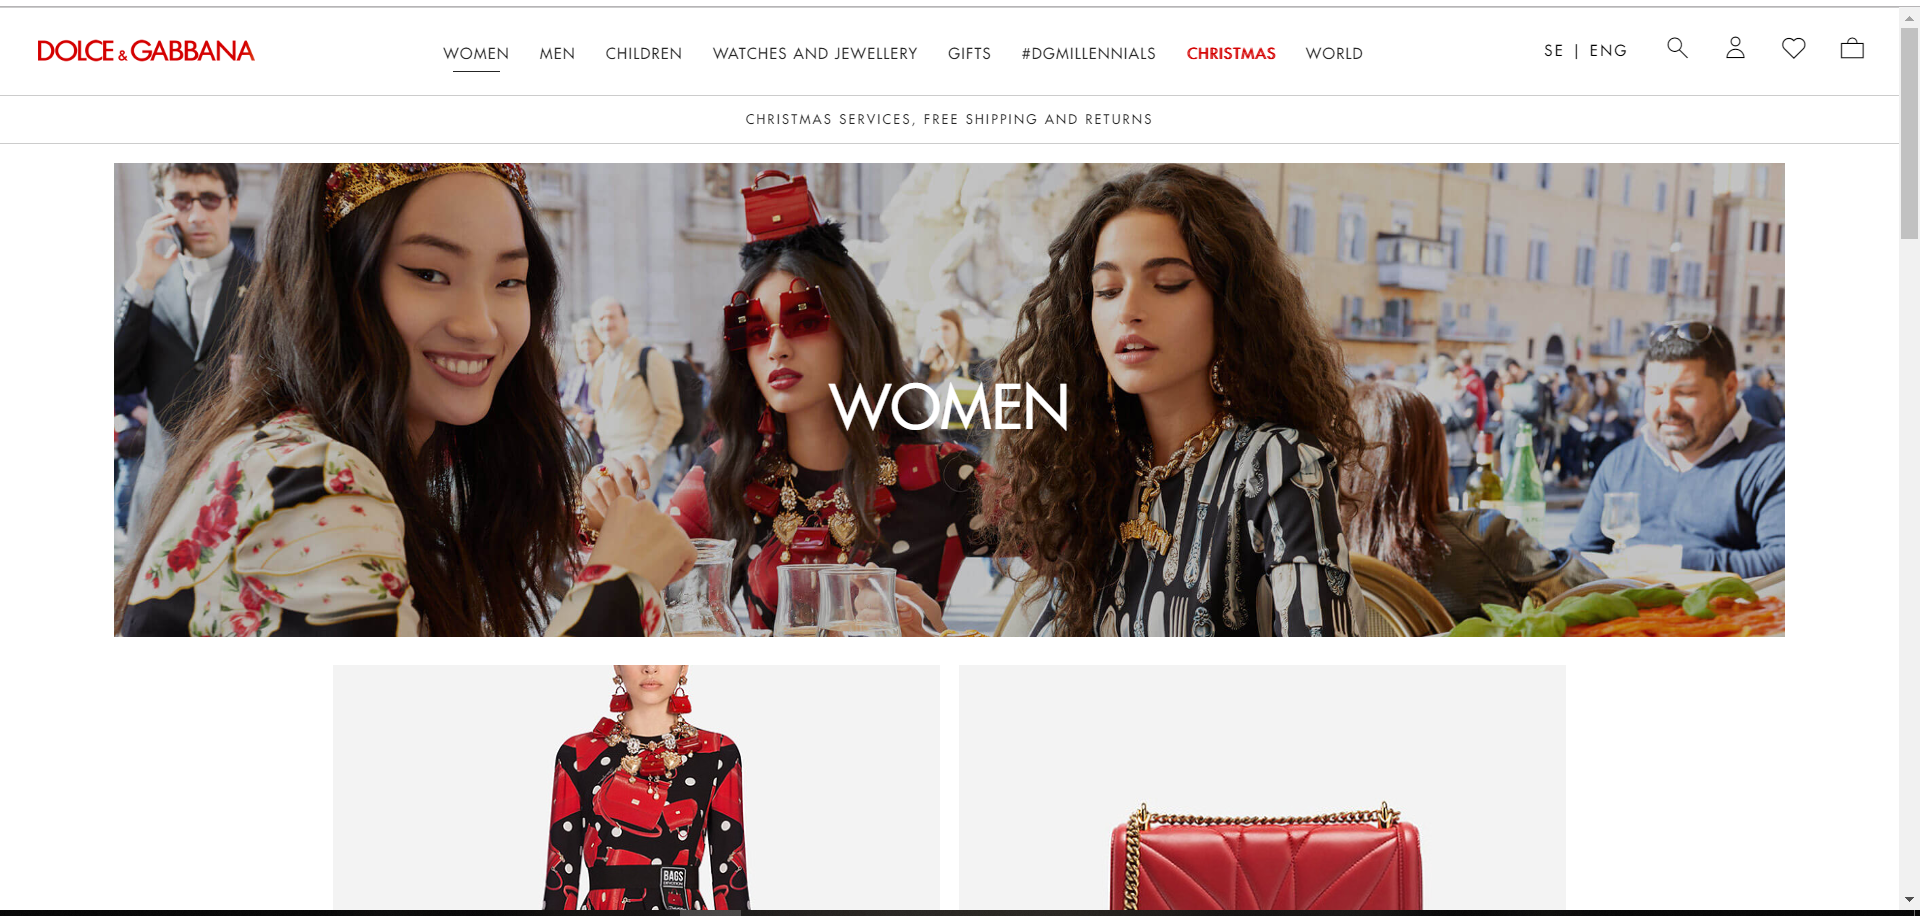 DOLCE & GABBANA
WOMEN MEN CHILDREN WATCHES AND JEWELLERY GIFTS #DGMILLENNIALS CHRISTMAS WORLD
SE | ENG
CHRISTMAS SERVICES, FREE SHIPPING AND RETURNS
WOMEN
BAGS